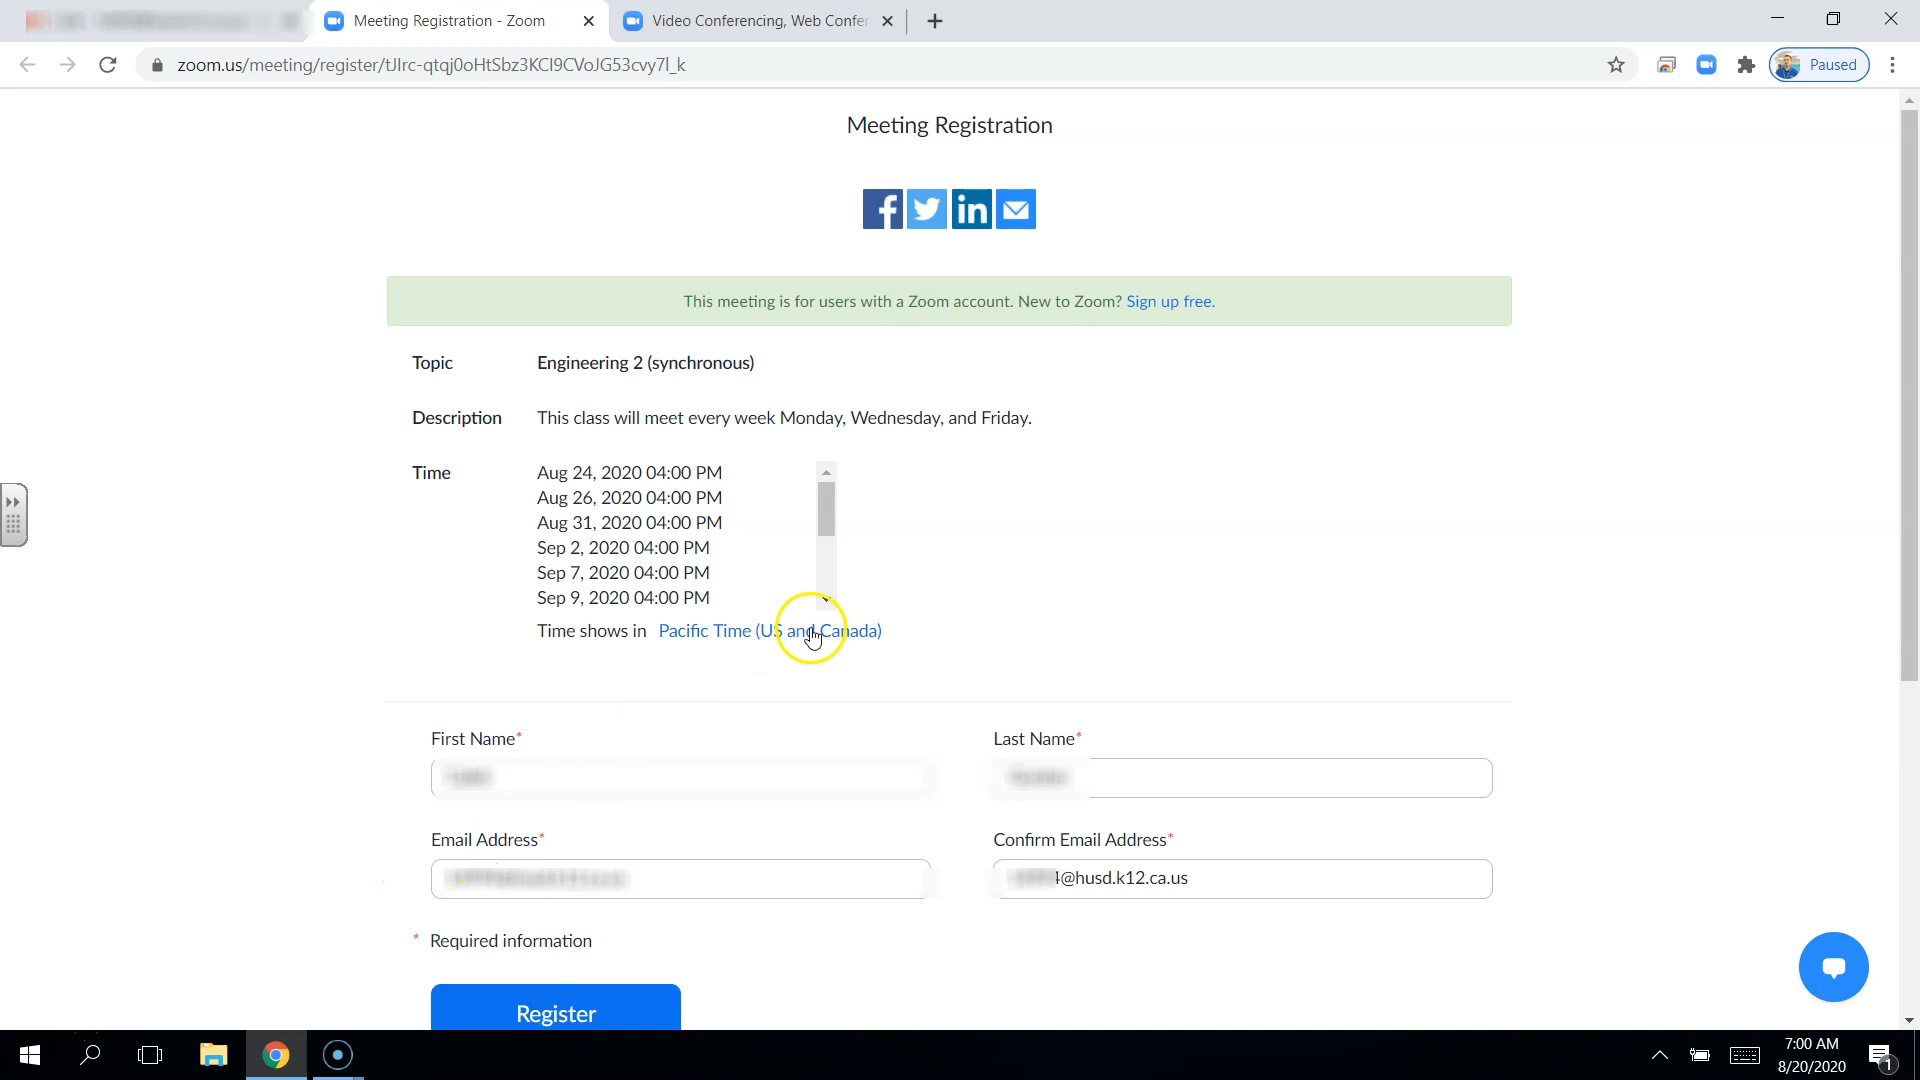 Meeting Registration - Zoom
Video Conferencing, Web Confer
zoom.us/meeting/register/tJIrc-qtqj0oHtSbz3KCI9CVoJG53cvy7l_k
Paused
Meeting Registration
This meeting is for users with a Zoom account. New to Zoom? Sign up free.
Topic Engineering 2 (synchronous)
Description This class will meet every week Monday, Wednesday, and Friday.
Time Aug 24, 2020 04:00 PM
Aug 26, 2020 04:00 PM
Aug 31, 2020 04:00 PM
Sep 2, 2020 04:00 PM
Sep 7, 2020 04:00 PM
Sep 9, 2020 04:00 PM
Time shows in Pacific Time (US and Canada)
First Name* Last Name*
Email Address* Confirm Email Address*
4@husd.k12.ca.us
* Required information
Register
7:00 AM
8/20/2020
1